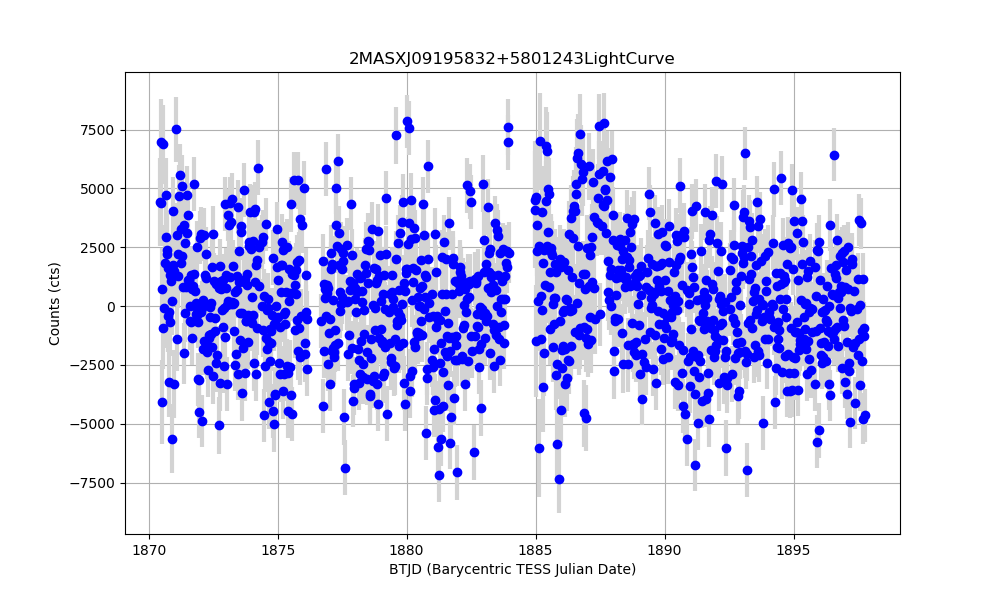 2MASXJ09195832+5801243LightCurve
7500
5000
2500
0
−2500
−5000
−7500
Counts (cts)
1870 1875 1880 1885 1890 1895
BTJD (Barycentric TESS Julian Date)